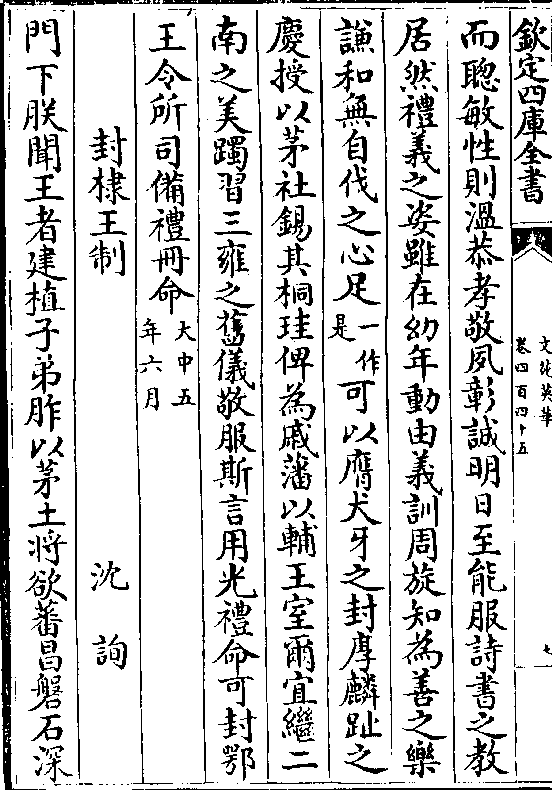 欽定四庫全書
文苑英華
卷四百四十五
七
而聰敏性則溫恭孝敬夙彰誠明日至能服詩書之教
居然禮義之姿雖在幼年動由義訓周旋知為善之樂
謙和無自伐之心足一作是可以膺犬牙之封厚麟趾之
慶授以茅社錫其桐珪俾為戚藩以輔王室爾宜繼二
南之美躅習三雍之舊儀敬服斯言用光禮命可封鄂
王令所司備禮冊命大中五年六月
封棣王制
沈詢
門下朕聞王者建植子弟胙以茅土將欲蕃昌磐石深